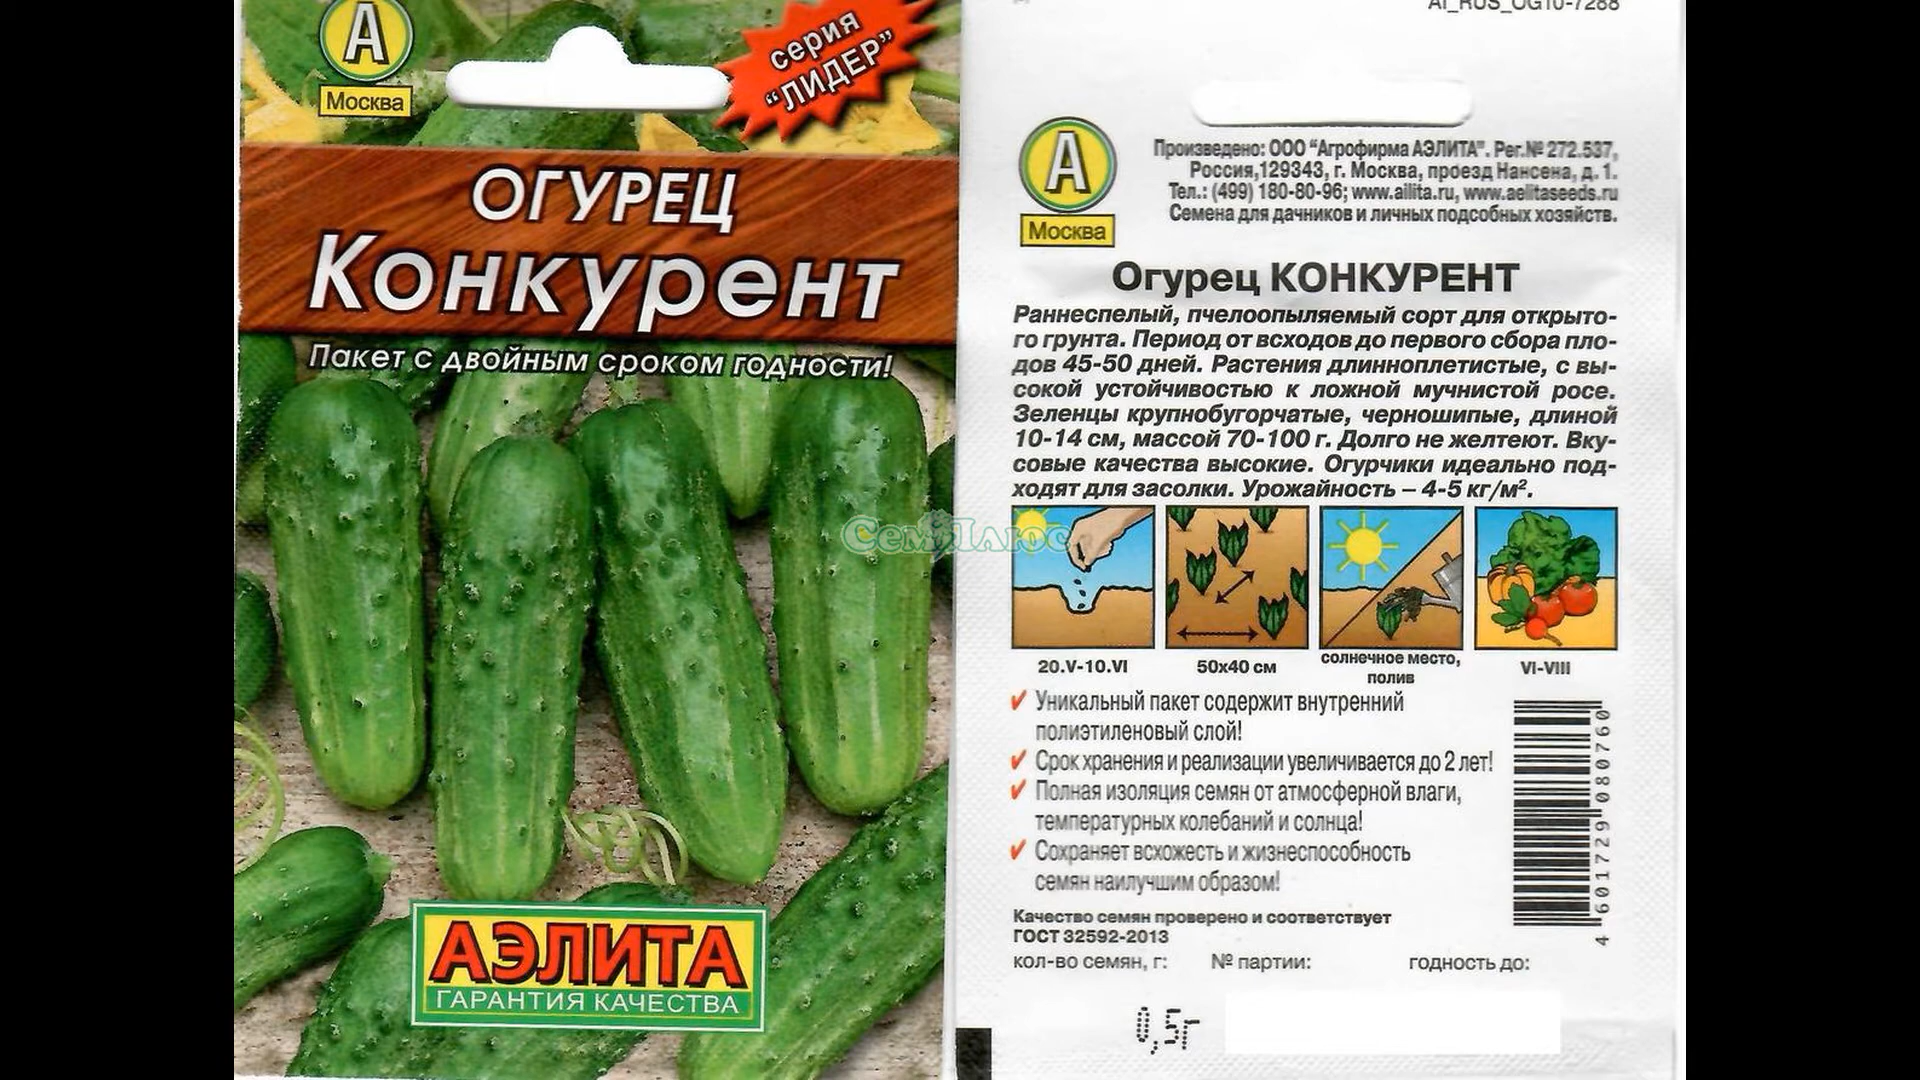 А
Москва
серия
"ЛИДЕР"
ОГУРЕЦ
Конкурент
Пакет с двойным сроком годности!
АЭЛИТА
ГАРАНТИЯ КАЧЕСТВА
AI_RUS_OG10-7288
А
Москва
Произведено: ООО "Агрофирма АЭЛИТА". Рег.№ 272.537,
Россия,129343, г. Москва, проезд Нансена, д. 1.
Тел.: (499) 180-80-96; www.ailita.ru, www.aelitaseeds.ru
Семена для дачников и личных подсобных хозяйств.
Огурец КОНКУРЕНТ
Раннеспелый, пчелоопыляемый сорт для открыто-
го грунта. Период от всходов до первого сбора пло-
дов 45-50 дней. Растения длинноплетистые, с вы-
сокой устойчивостью к ложной мучнистой росе.
Зеленцы крупнобугорчатые, черношипые, длиной
10-14 см, массой 70-100 г. Долго не желтеют. Вку-
совые качества высокие. Огурчики идеально под-
ходят для засолки. Урожайность – 4-5 кг/м².
СемПлюс
20.V-10.VI
50х40 см
солнечное место,
полив
VI-VIII
Уникальный пакет содержит внутренний
полиэтиленовый слой!
Срок хранения и реализации увеличивается до 2 лет!
Полная изоляция семян от атмосферной влаги,
температурных колебаний и солнца!
Сохраняет всхожесть и жизнеспособность
семян наилучшим образом!
4 601729 080760
Качество семян проверено и соответствует
ГОСТ 32592-2013
кол-во семян, г: № партии: годность до:
0,5г